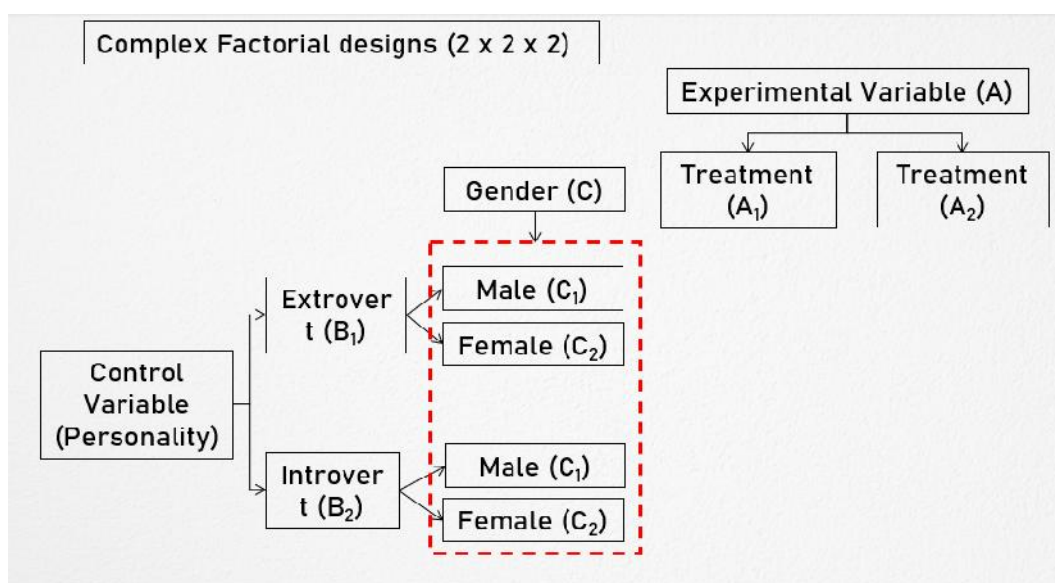 Complex Factorial designs (2 x 2 x 2)
Experimental Variable (A)
Treatment
(A₁)
Treatment
(A₂)
Gender (C)
Extrover
t (B₁)
Male (C₁)
Female (C₂)
Control
Variable
(Personality)
Introver
t (B₂)
Male (C₁)
Female (C₂)